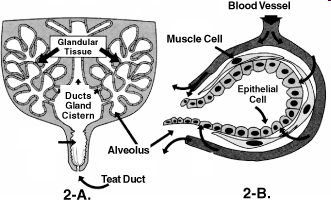 Glandular
Tissue
Ducts
Gland
Cistern
Alveolus
Teat Duct
2-A.
Blood Vessel
Muscle Cell
Epithelial
Cell
2-B.